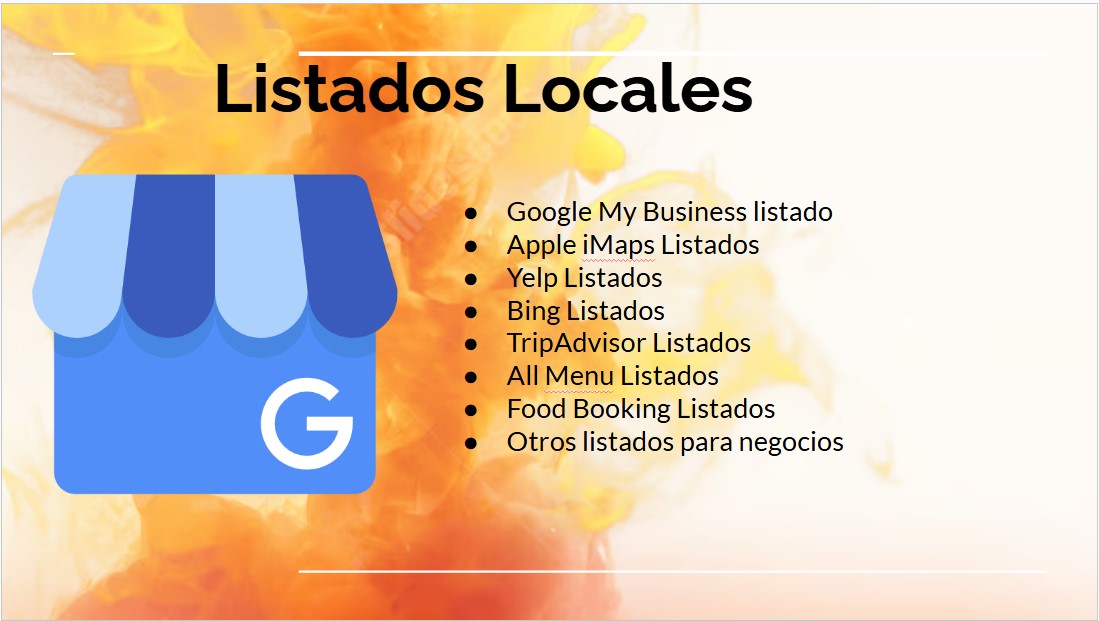 Listados Locales
● Google My Business listado
● Apple iMaps Listados
● Yelp Listados
● Bing Listados
● TripAdvisor Listados
● All Menu Listados
● Food Booking Listados
● Otros listados para negocios
G